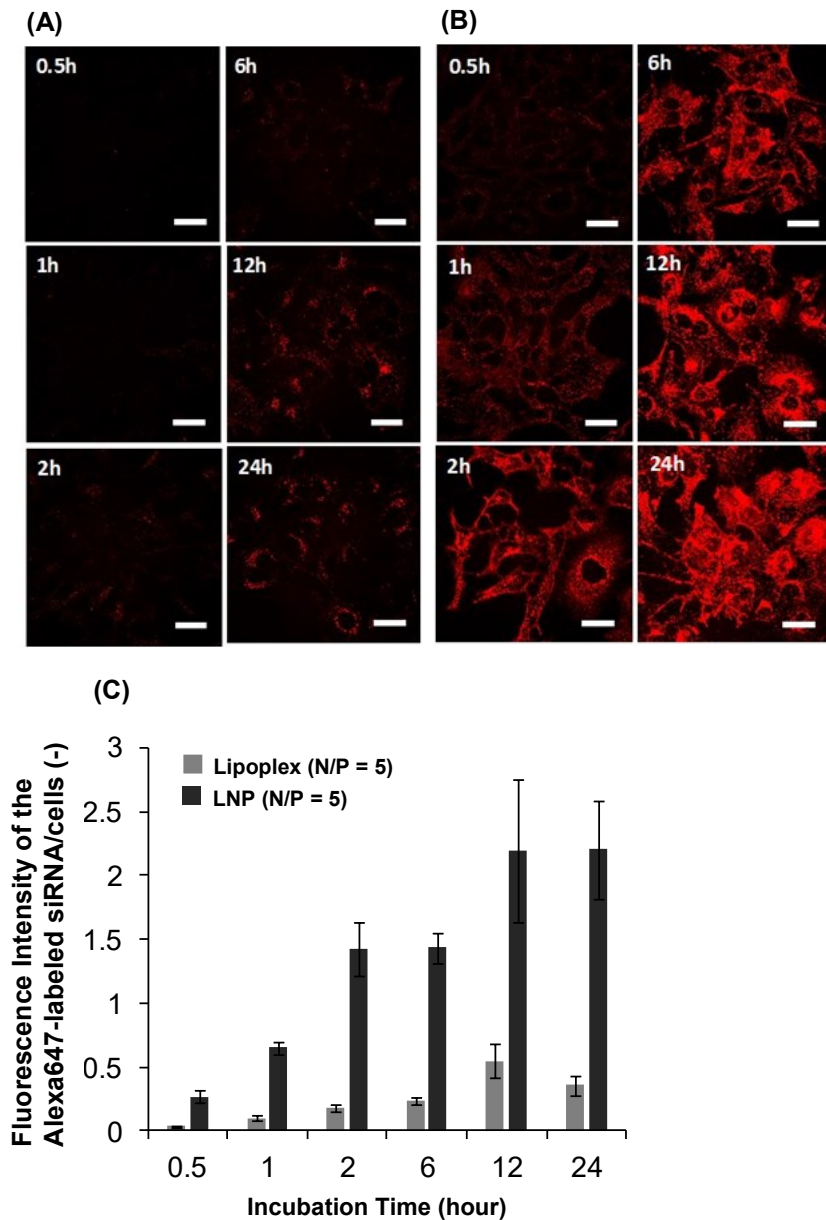 (A)
(B)
0.5h
6h
0.5h
6h
1h
12h
1h
12h
2h
24h
2h
24h
(C)
Fluorescence Intensity of the
Alexa647-labeled siRNA/cells (-)
3
2.5
2
1.5
1
0.5
0
Lipoplex (N/P = 5)
LNP (N/P = 5)
0.5 1 2 6 12 24
Incubation Time (hour)